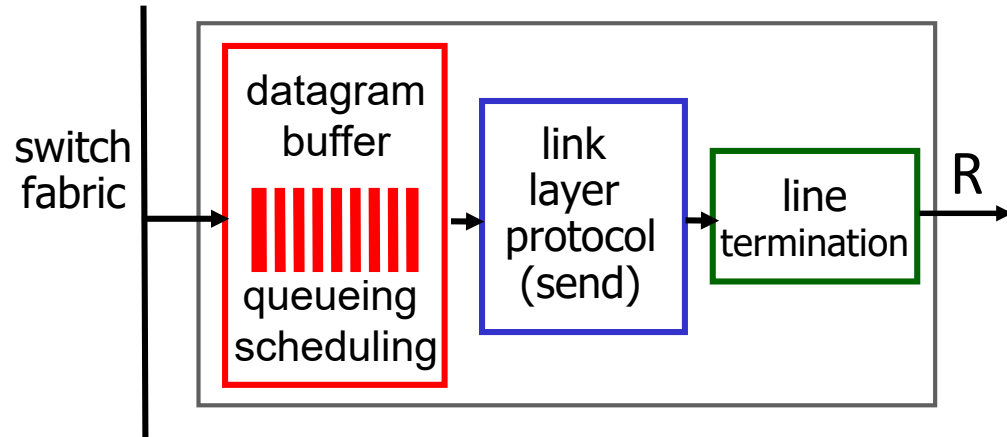 switch
fabric
datagram
buffer
queueing
scheduling
link
layer
protocol
(send)
line
termination
R